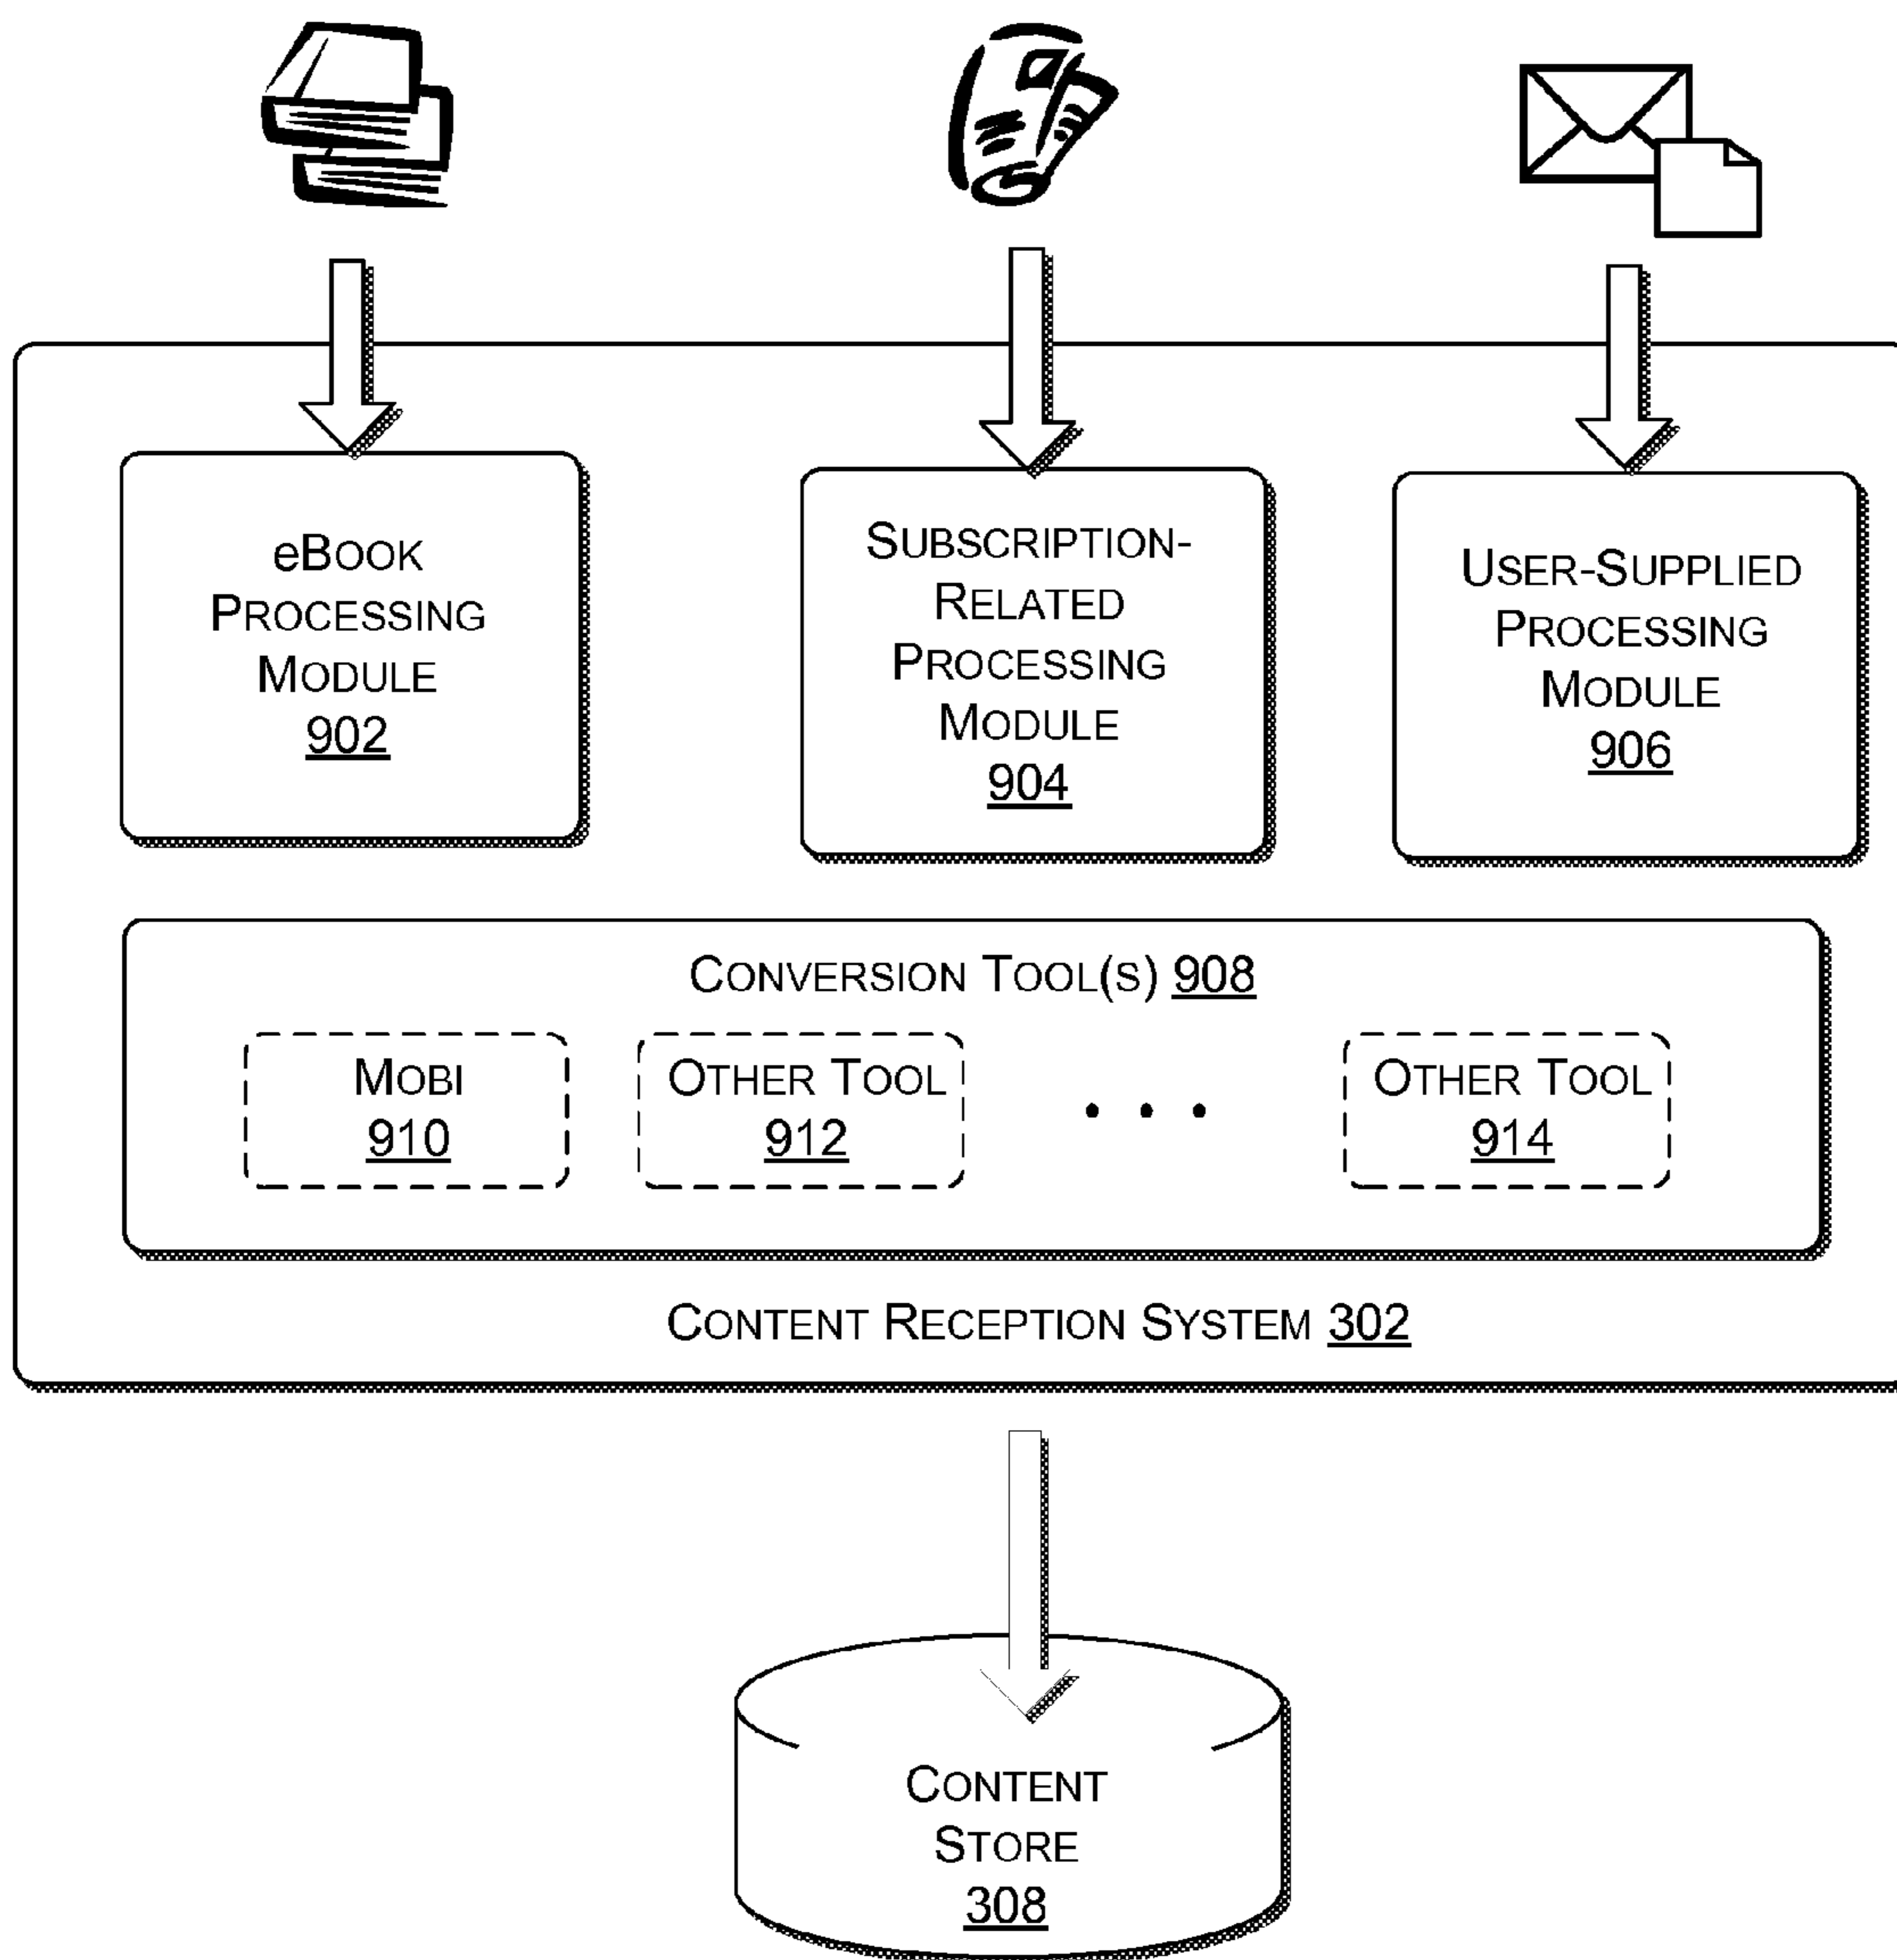 eBOOK
PROCESSING
MODULE
902
SUBSCRIPTION-
RELATED
PROCESSING
MODULE
904
USER-SUPPLIED
PROCESSING
MODULE
906
CONVERSION TOOL(S) 908
MOBI
910
OTHER TOOL
912
• • •
OTHER TOOL
914
CONTENT RECEPTION SYSTEM 302
CONTENT
STORE
308